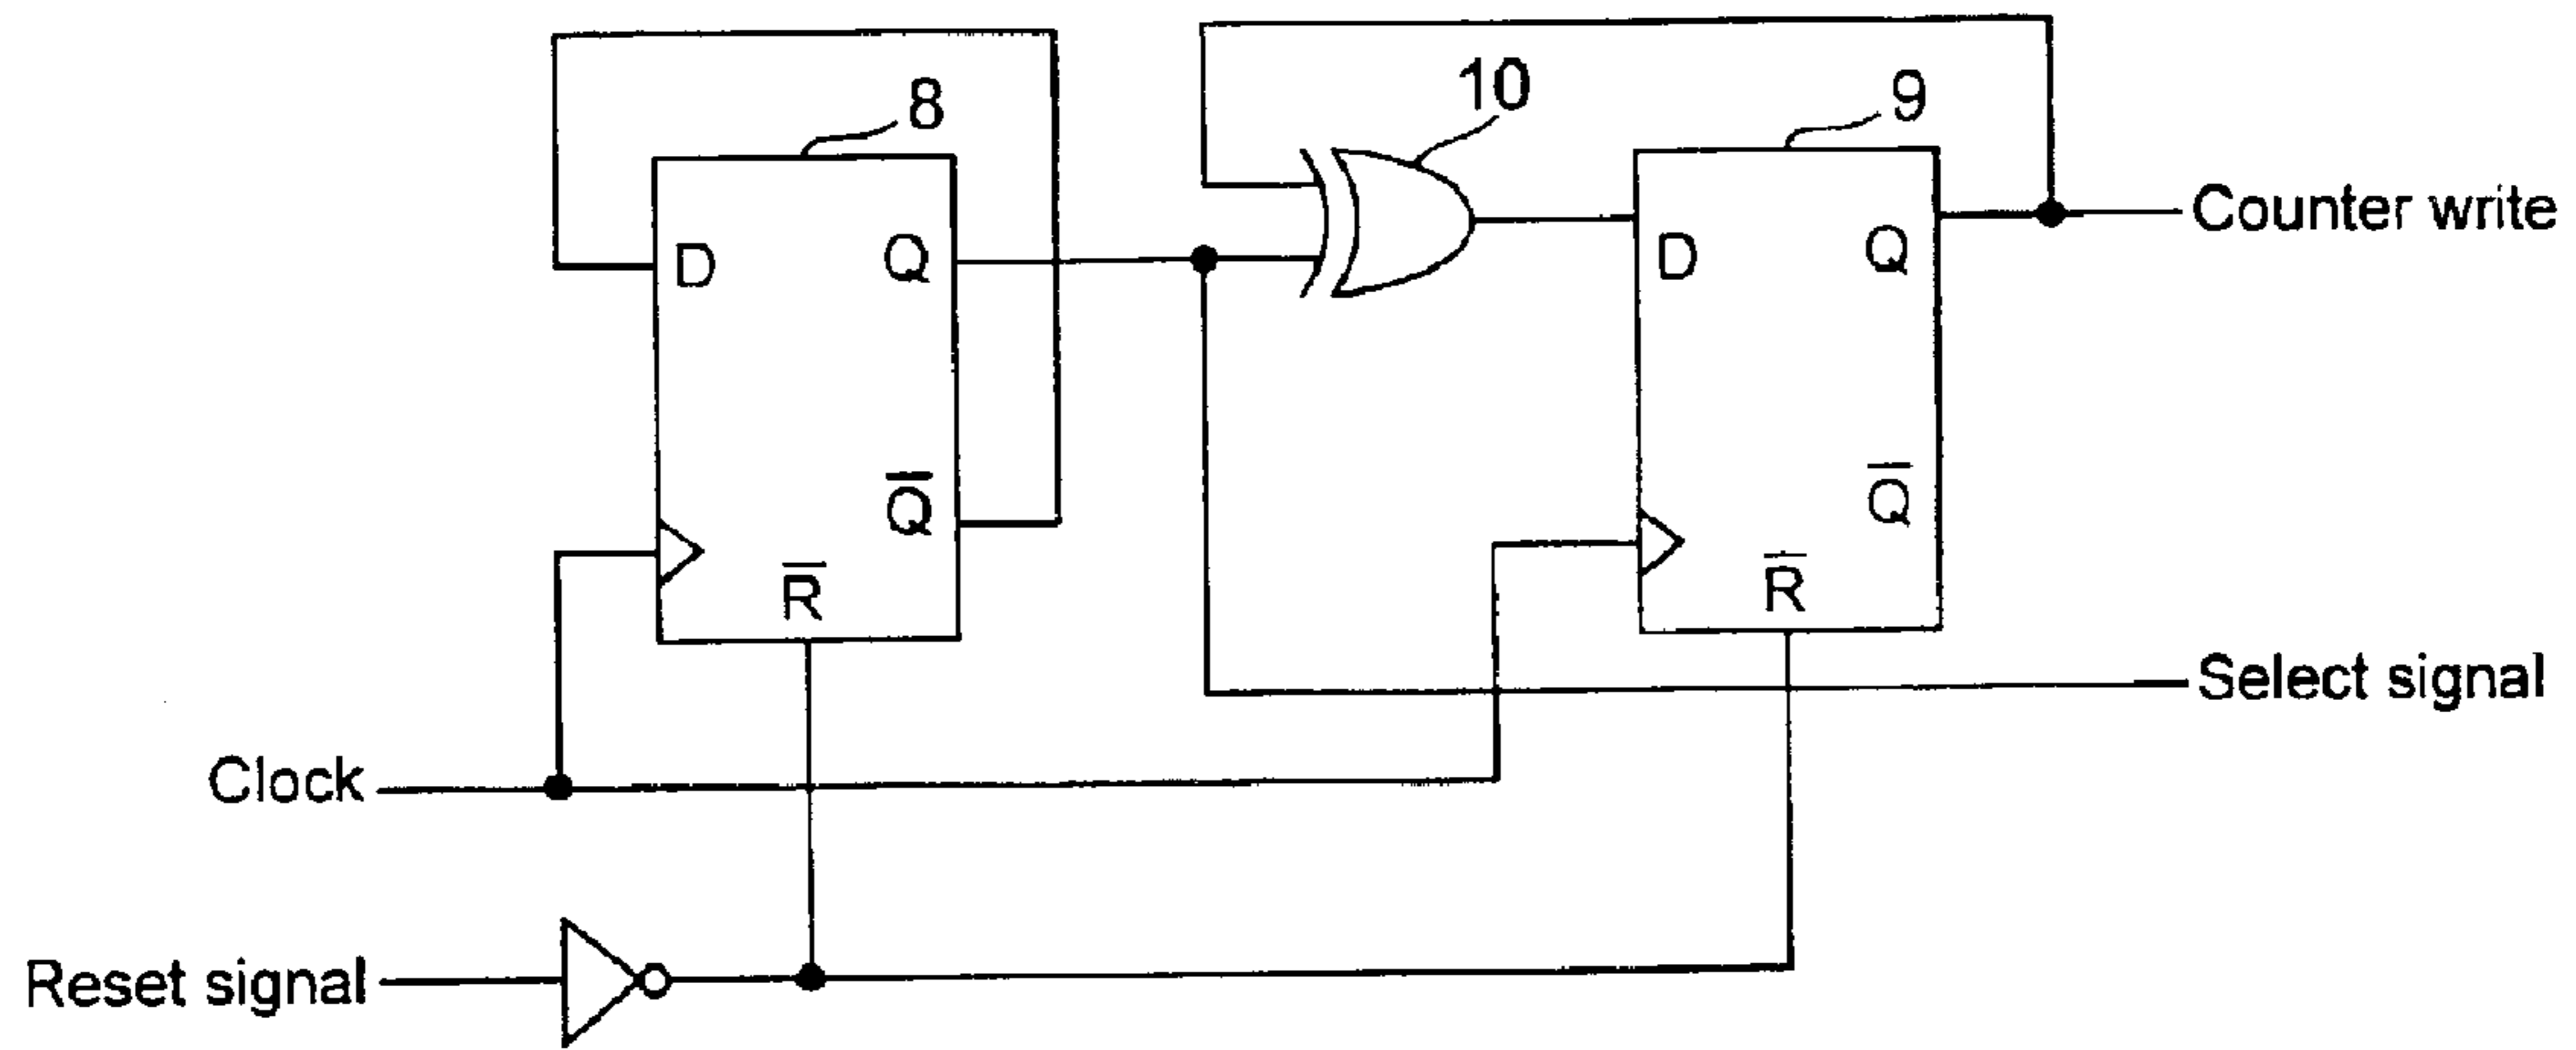 8
10
9
D
Q
Q̅
R̅
D
Q
Q̅
R̅
Counter write
Select signal
Clock
Reset signal